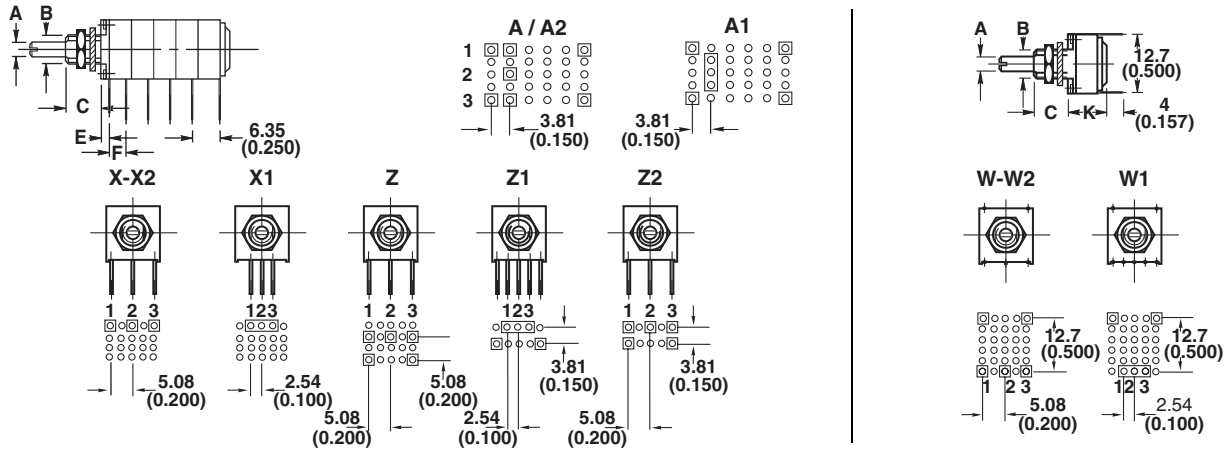 A B
C
E
F
6.35
(0.250)
A / A2
1
2
3
3.81
(0.150)
A1
3.81
(0.150)
X-X2
1 2 3
5.08
(0.200)
X1
123
2.54
(0.100)
Z
1 2 3
5.08
(0.200)
5.08
(0.200)
Z1
123
3.81
(0.150)
2.54
(0.100)
Z2
1 2 3
3.81
(0.150)
5.08
(0.200)
A B
12.7
(0.500)
C K
4
(0.157)
W-W2
12.7
(0.500)
1 2 3
5.08
(0.200)
W1
12.7
(0.500)
12 3
2.54
(0.100)